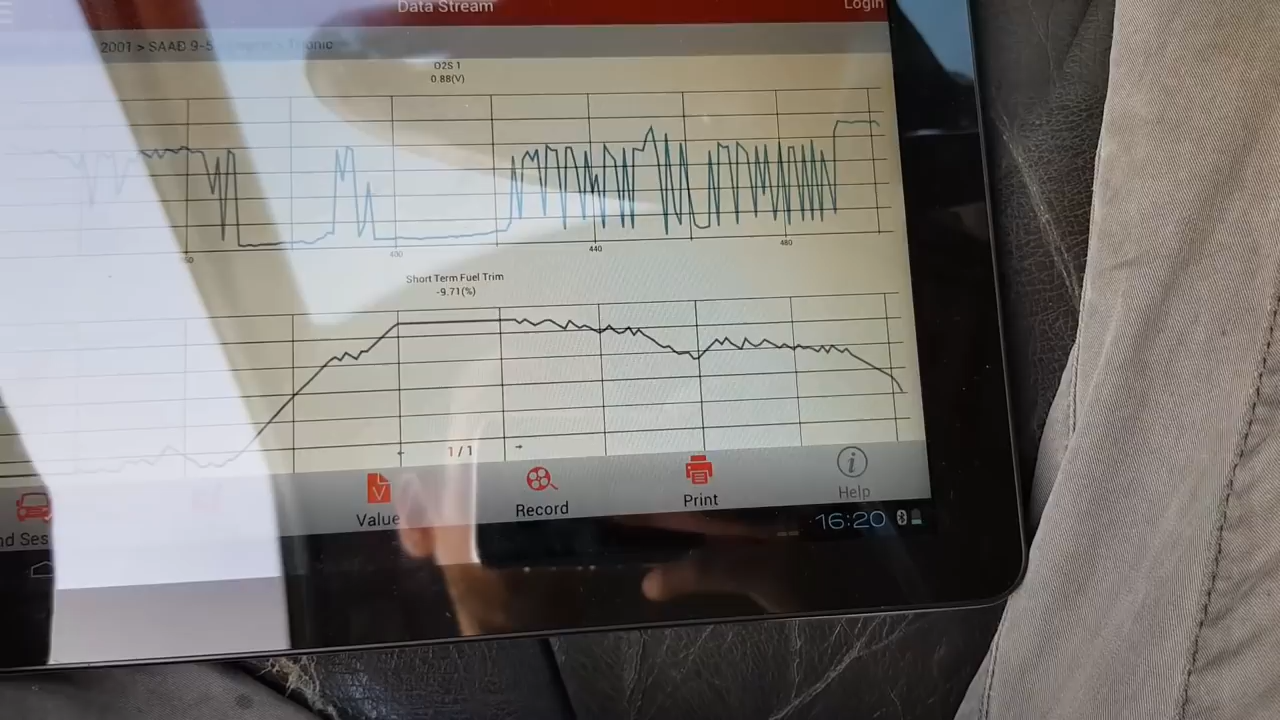 Data Stream
Login
2001 > SAAB 9-5
O2S 1
0.88(V)
400
440
480
Short Term Fuel Trim
-9.71(%)
1/1
Value
Record
Print
Help
16:20